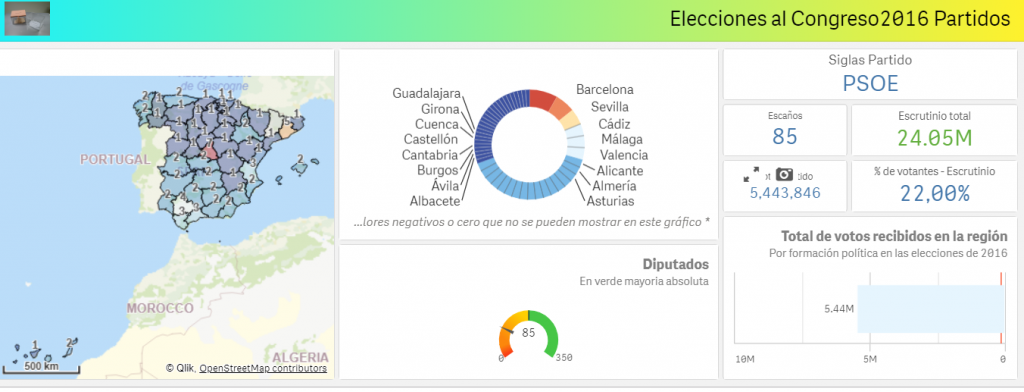 Elecciones al Congreso2016 Partidos
de Gascogne
PORTUGAL
MOROCCO
ALGERIA
500 km
© Qlik, OpenStreetMap contributors
Guadalajara
Girona
Cuenca
Castellón
Cantabria
Burgos
Ávila
Albacete
Barcelona
Sevilla
Cádiz
Málaga
Valencia
Alicante
Almería
Asturias
...lores negativos o cero que no se pueden mostrar en este gráfico *
Diputados
En verde mayoria absoluta
85
0
350
Siglas Partido
PSOE
Escaños
85
Escrutinio total
24.05M
tido
5,443,846
% de votantes - Escrutinio
22,00%
Total de votos recibidos en la región
Por formación política en las elecciones de 2016
5.44M
10M
5M
0